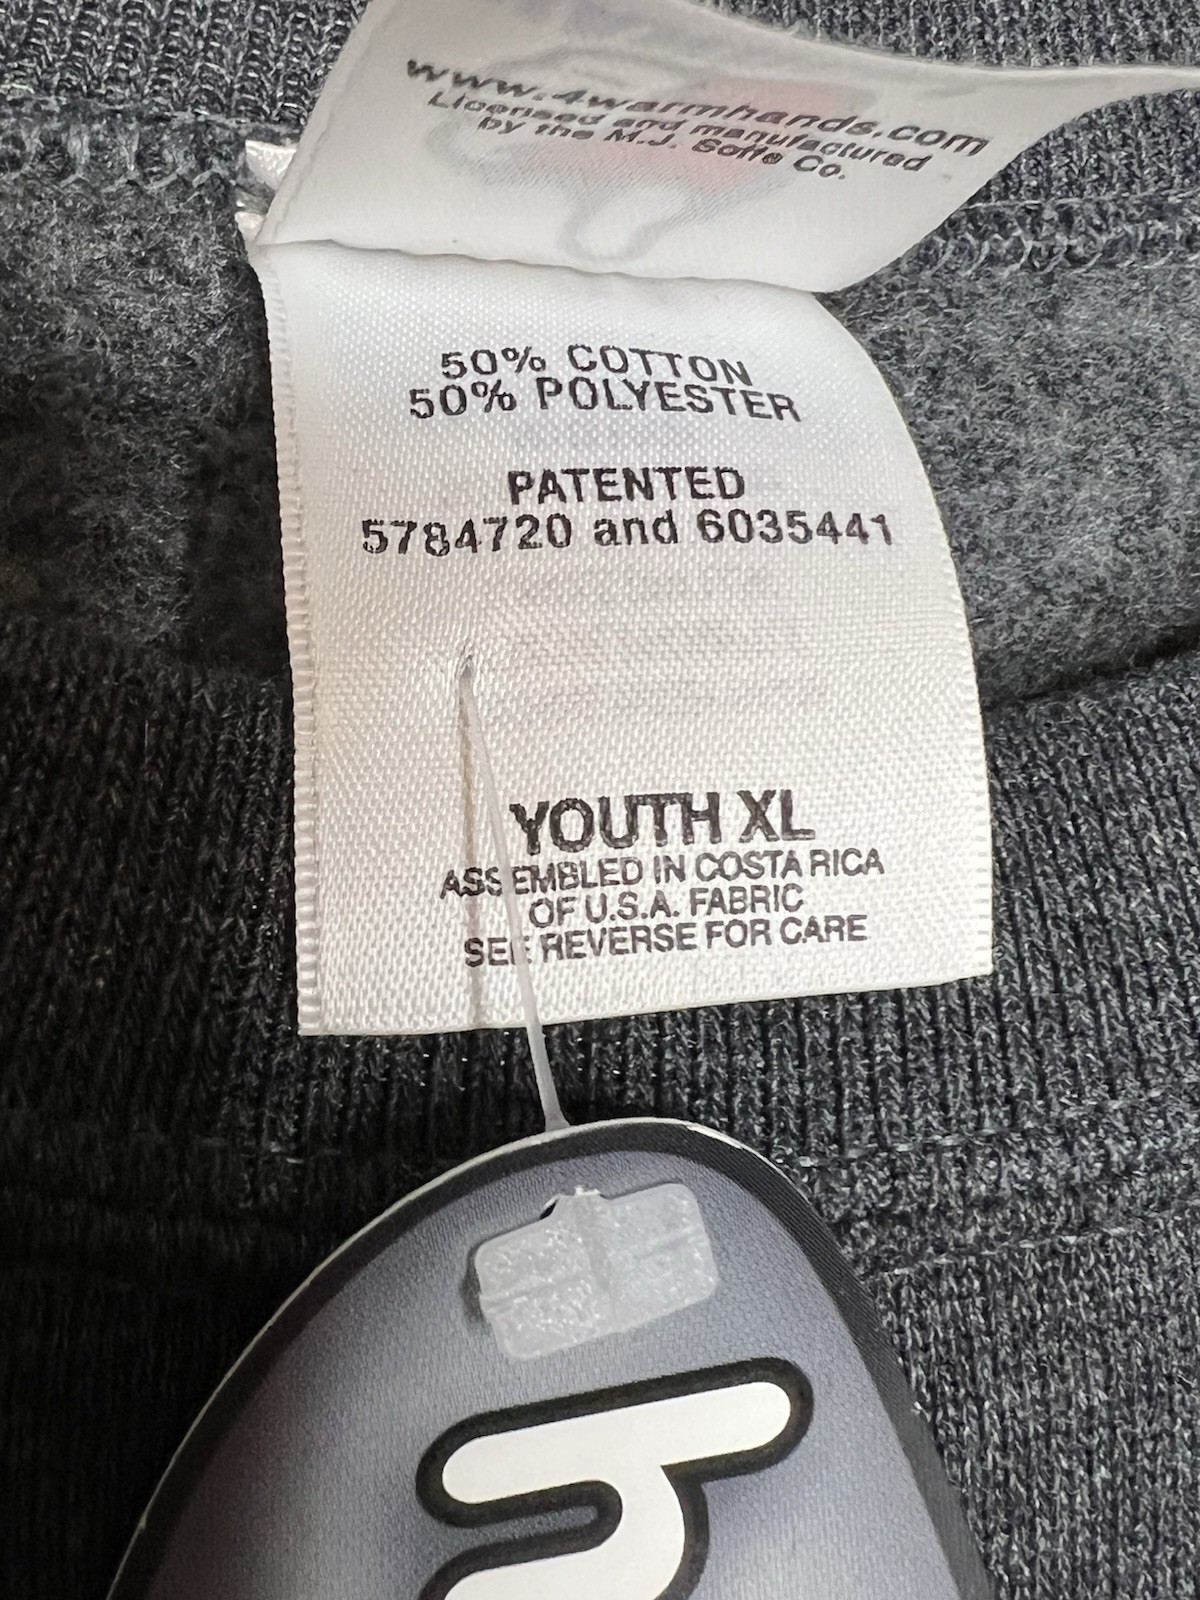 www.4warmhands.com
Licensed and manufactured
by the M.J. Soffe Co.
50% COTTON
50% POLYESTER
PATENTED
5784720 and 6035441
YOUTH XL
ASSEMBLED IN COSTA RICA
OF U.S.A. FABRIC
SEE REVERSE FOR CARE
h